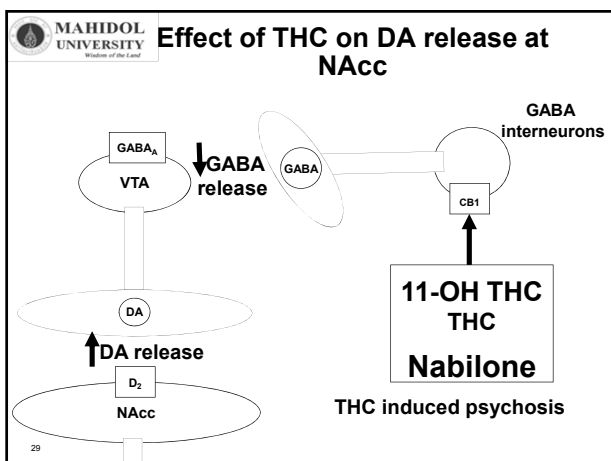 MAHIDOL
UNIVERSITY
Wisdom of the Land
Effect of THC on DA release at
NAcc
GABA
interneurons
GABAA
VTA
GABA
release
GABA
CB1
11-OH THC
THC
Nabilone
DA
DA release
D2
NAcc
THC induced psychosis
29